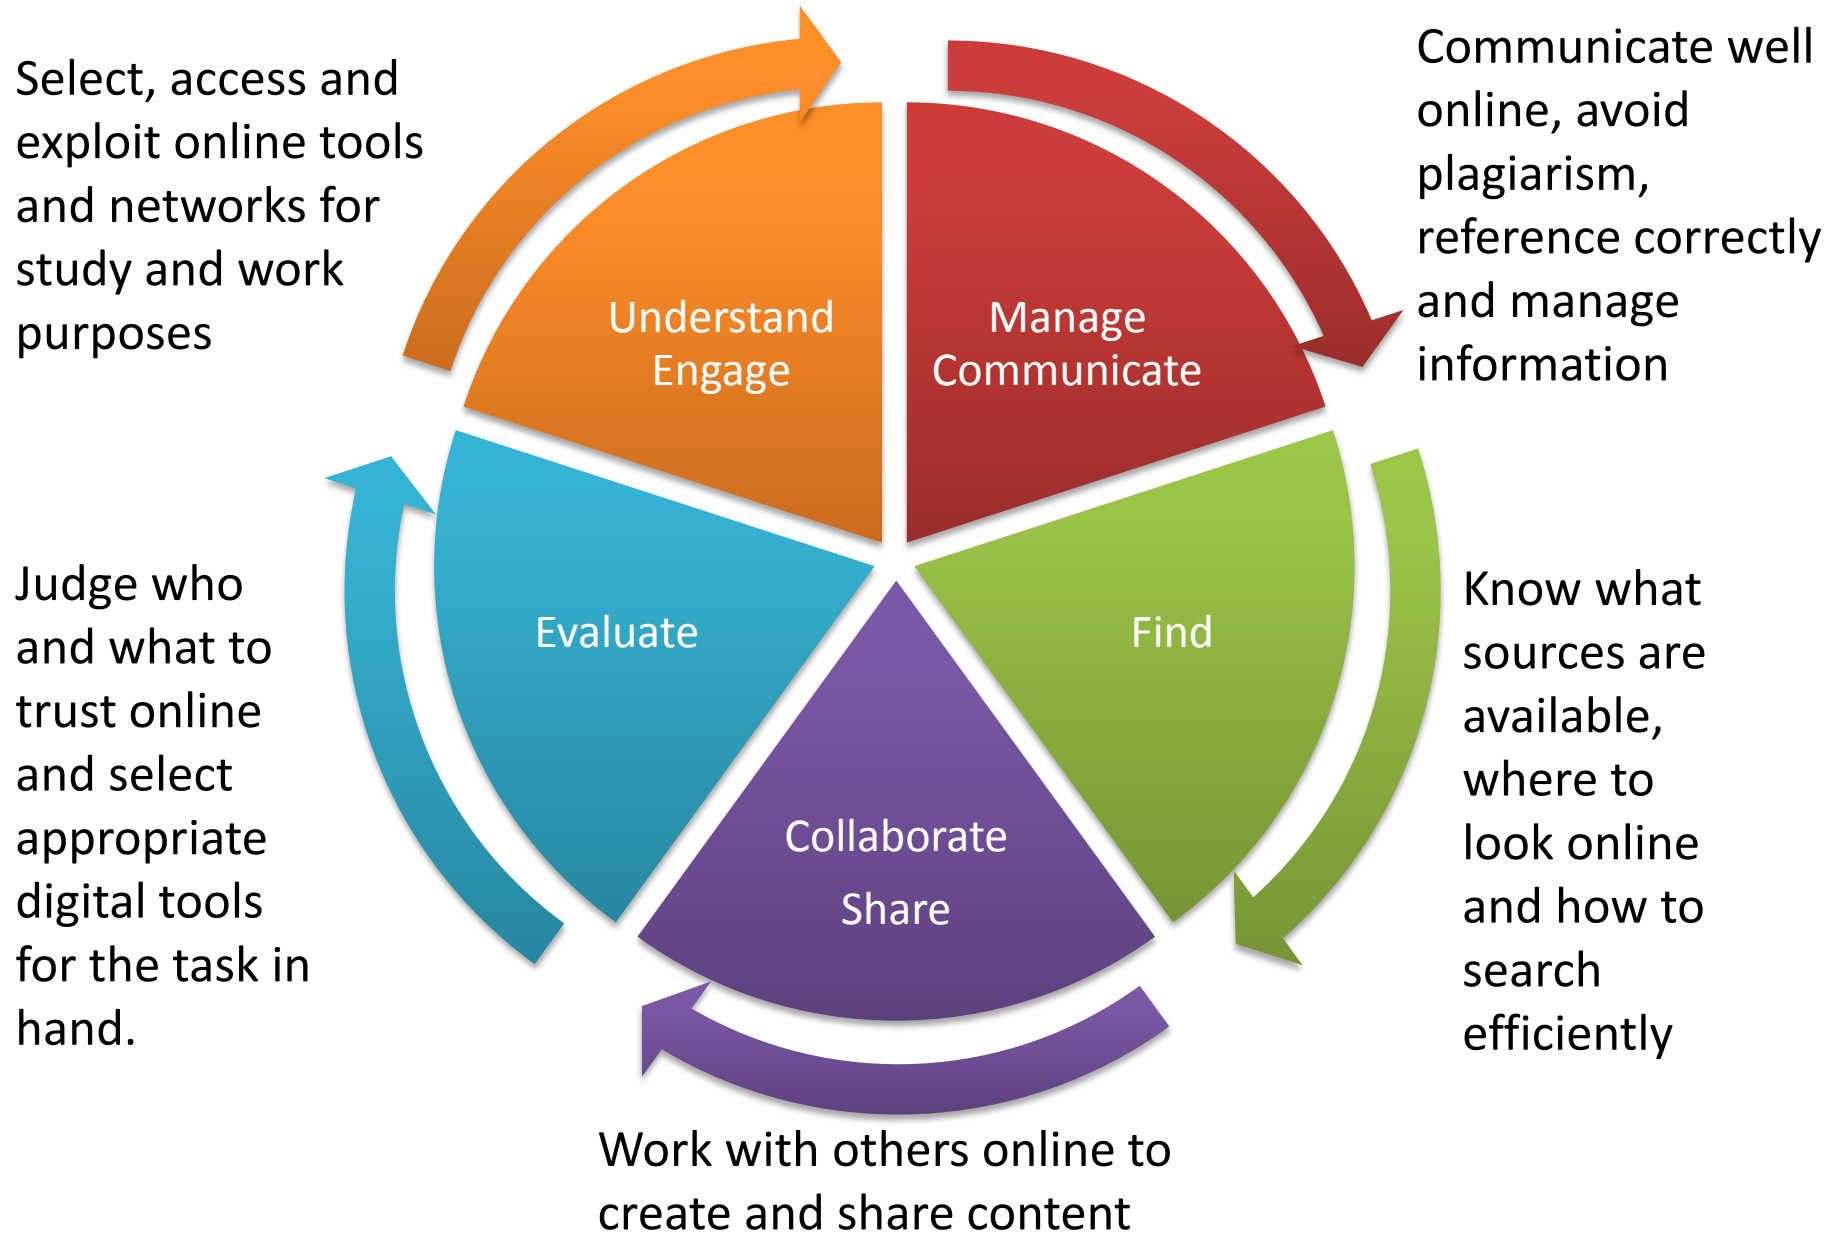 Select, access and
exploit online tools
and networks for
study and work
purposes
Communicate well
online, avoid
plagiarism,
reference correctly
and manage
information
Understand
Engage
Manage
Communicate
Evaluate
Find
Collaborate
Share
Judge who
and what to
trust online
and select
appropriate
digital tools
for the task in
hand.
Know what
sources are
available,
where to
look online
and how to
search
efficiently
Work with others online to
create and share content